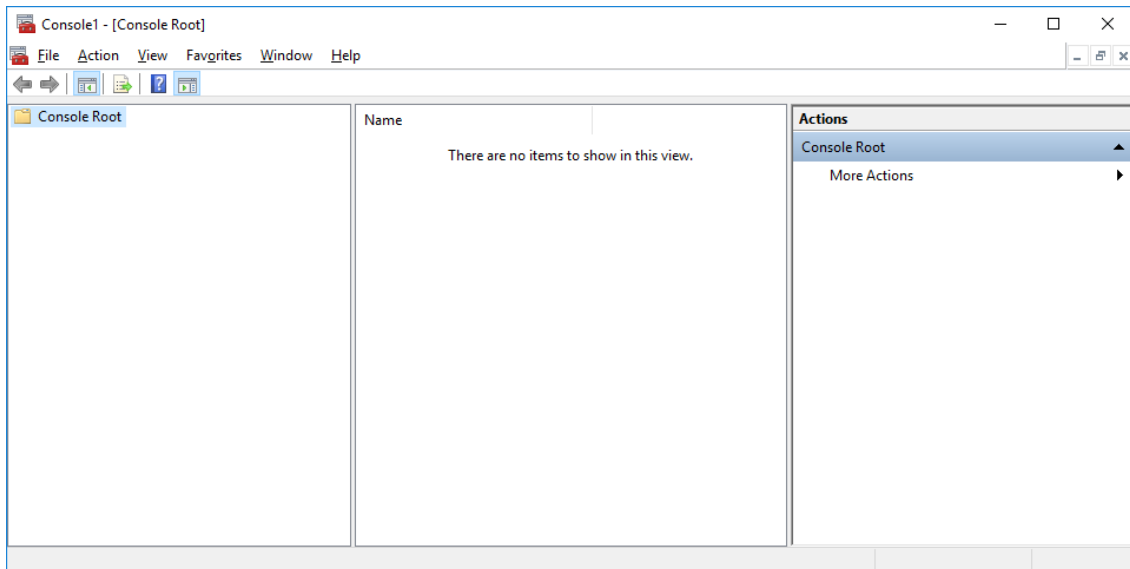 Console1 - [Console Root]
File Action View Favorites Window Help
Console Root
Name
There are no items to show in this view.
Actions
Console Root
More Actions